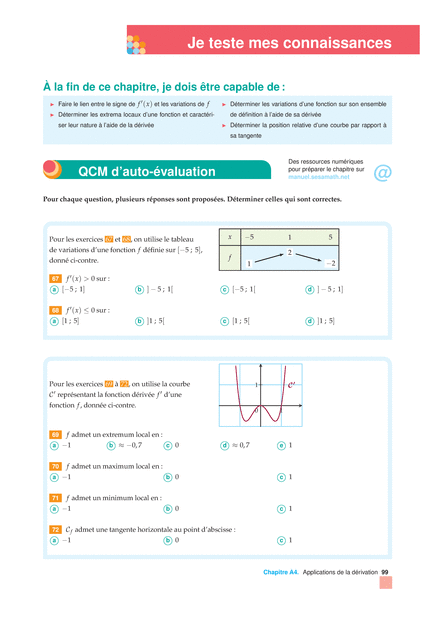 Je teste mes connaissances
À la fin de ce chapitre, je dois être capable de :
► Faire le lien entre le signe de f′(x) et les variations de f
► Déterminer les extrema locaux d'une fonction et caractéri-
ser leur nature à l'aide de la dérivée
► Déterminer les variations d'une fonction sur son ensemble
de définition à l'aide de sa dérivée
► Déterminer la position relative d'une courbe par rapport à
sa tangente
QCM d'auto-évaluation
Des ressources numériques
pour préparer le chapitre sur
manuel.sesamath.net
@
Pour chaque question, plusieurs réponses sont proposées. Déterminer celles qui sont correctes.
Pour les exercices 67 et 68, on utilise le tableau
de variations d'une fonction f définie sur [−5 ; 5],
donné ci-contre.
x −5 1 5
f 1 2 −2
67 f′(x) > 0 sur :
a [−5 ; 1] b ] − 5 ; 1[ c [−5 ; 1[ d ] − 5 ; 1]
68 f′(x) ≤ 0 sur :
a [1 ; 5] b ]1 ; 5[ c [1 ; 5[ d ]1 ; 5]
Pour les exercices 69 à 72, on utilise la courbe
C′ représentant la fonction dérivée f′ d'une
fonction f, donnée ci-contre.
1 C′
0 1
69 f admet un extremum local en :
a −1 b ≈ −0,7 c 0 d ≈ 0,7 e 1
70 f admet un maximum local en :
a −1 b 0 c 1
71 f admet un minimum local en :
a −1 b 0 c 1
72 Cf admet une tangente horizontale au point d'abscisse :
a −1 b 0 c 1
Chapitre A4. Applications de la dérivation 99